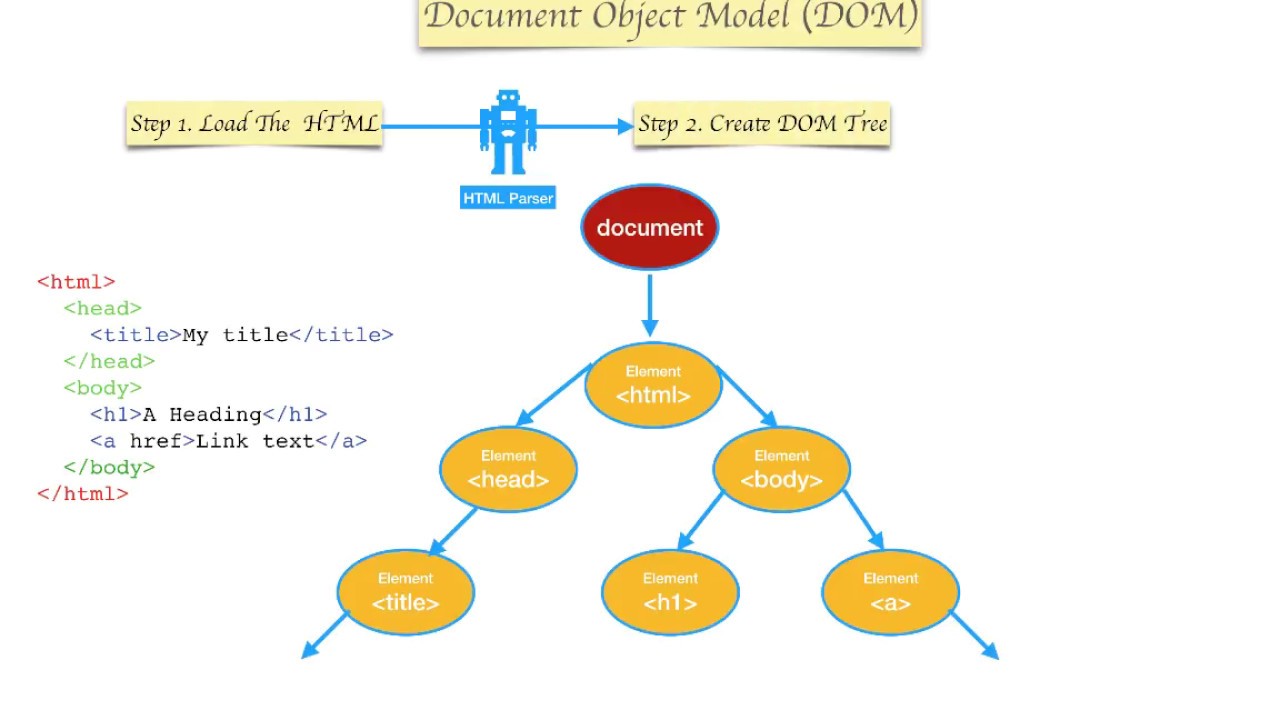 Document Object Model (DOM)
Step 1. Load The HTML
Step 2. Create DOM Tree
HTML Parser
document
<html>
<head>
<title>My title</title>
</head>
<body>
<h1>A Heading</h1>
<a href>Link text</a>
</body>
</html>
Element
<html>
Element
<head>
Element
<body>
Element
<title>
Element
<h1>
Element
<a>